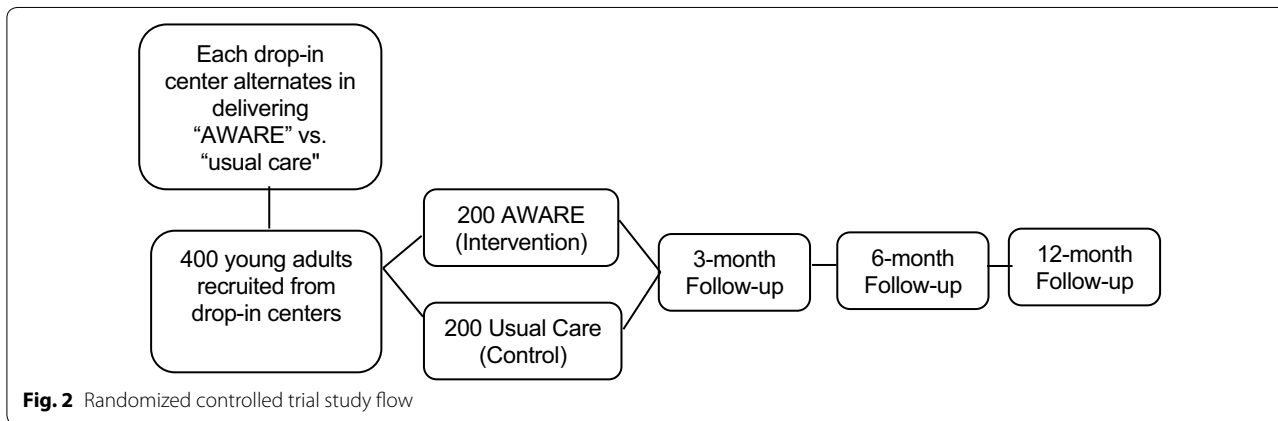 Each drop-in
center alternates in
delivering
“AWARE” vs.
“usual care"
400 young adults
recruited from
drop-in centers
200 AWARE
(Intervention)
200 Usual Care
(Control)
3-month
Follow-up
6-month
Follow-up
12-month
Follow-up
Fig. 2 Randomized controlled trial study flow